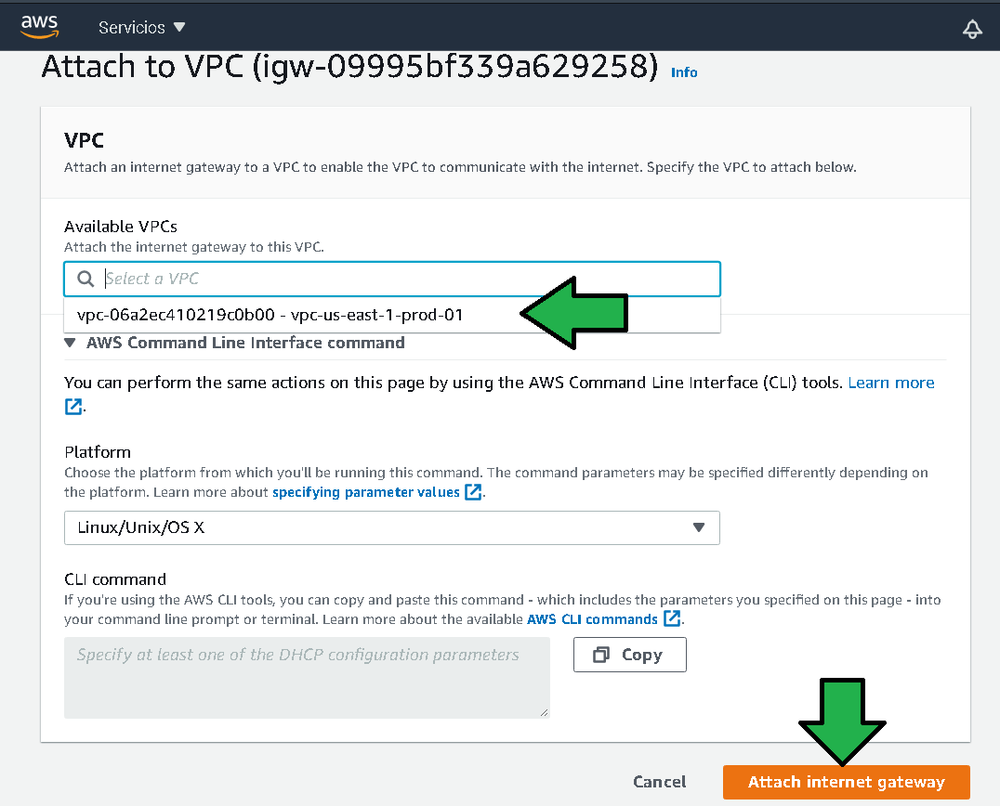 aws
Servicios
Attach to VPC (igw-09995bf339a629258) Info
VPC
Attach an internet gateway to a VPC to enable the VPC to communicate with the internet. Specify the VPC to attach below.
Available VPCs
Attach the internet gateway to this VPC.
Select a VPC
vpc-06a2ec410219c0b00 - vpc-us-east-1-prod-01
AWS Command Line Interface command
You can perform the same actions on this page by using the AWS Command Line Interface (CLI) tools. Learn more
.
Platform
Choose the platform from which you'll be running this command. The command parameters may be specified differently depending on
the platform. Learn more about specifying parameter values .
Linux/Unix/OS X
CLI command
If you're using the AWS CLI tools, you can copy and paste this command - which includes the parameters you specified on this page - into
your command line prompt or terminal. Learn more about the available AWS CLI commands .
Specify at least one of the DHCP configuration parameters
Copy
Cancel
Attach internet gateway